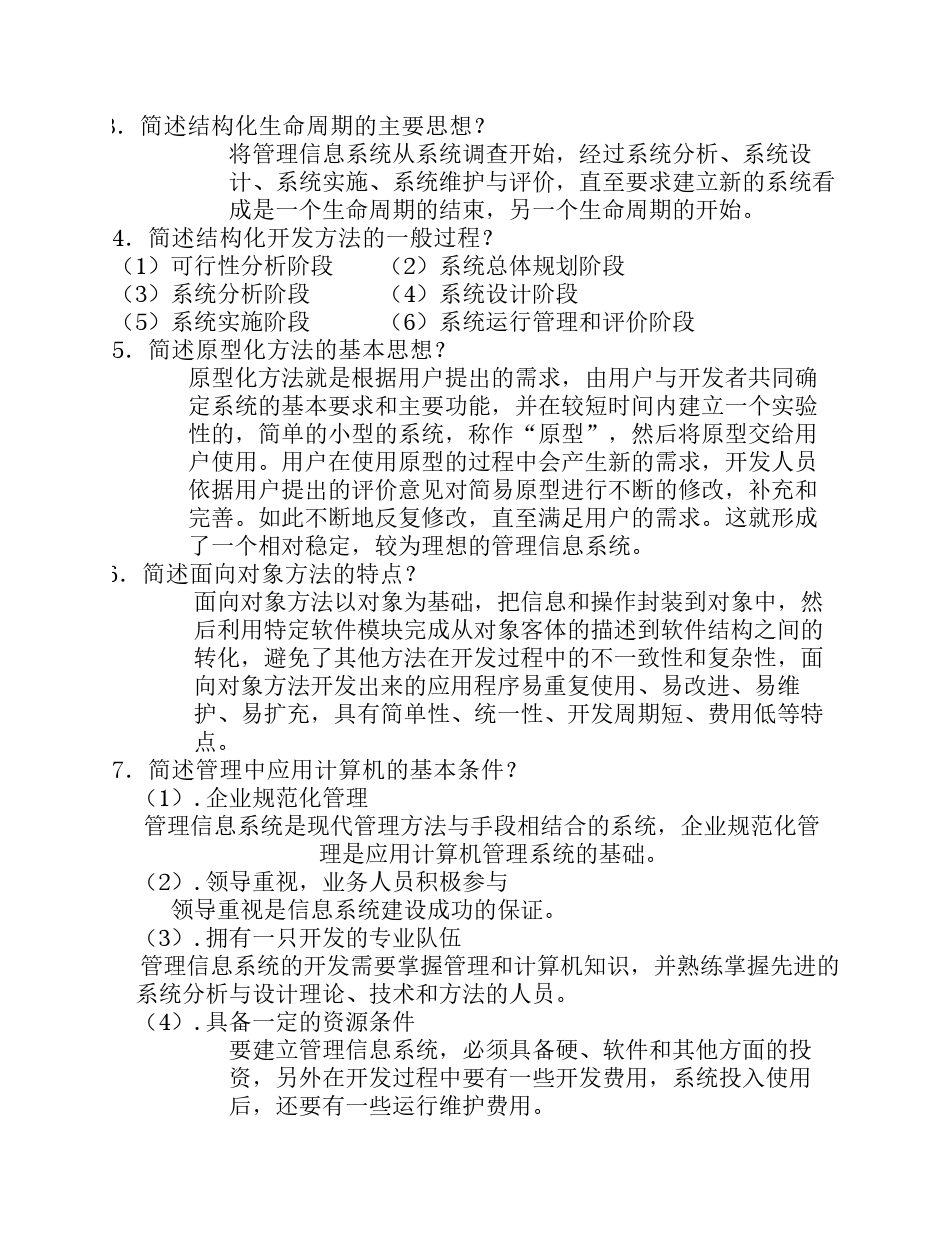 3．简述结构化生命周期的主要思想？
将管理信息系统从系统调查开始，经过系统分析、系统设
计、系统实施、系统维护与评价，直至要求建立新的系统看
成是一个生命周期的结束，另一个生命周期的开始。
4．简述结构化开发方法的一般过程？
（1）可行性分析阶段 （2）系统总体规划阶段
（3）系统分析阶段 （4）系统设计阶段
（5）系统实施阶段 （6）系统运行管理和评价阶段
5．简述原型化方法的基本思想？
原型化方法就是根据用户提出的需求，由用户与开发者共同确
定系统的基本要求和主要功能，并在较短时间内建立一个实验
性的，简单的小型的系统，称作“原型”，然后将原型交给用
户使用。用户在使用原型的过程中会产生新的需求，开发人员
依据用户提出的评价意见对简易原型进行不断的修改，补充和
完善。如此不断地反复修改，直至满足用户的需求。这就形成
了一个相对稳定，较为理想的管理信息系统。
6．简述面向对象方法的特点？
面向对象方法以对象为基础，把信息和操作封装到对象中，然
后利用特定软件模块完成从对象客体的描述到软件结构之间的
转化，避免了其他方法在开发过程中的不一致性和复杂性，面
向对象方法开发出来的应用程序易重复使用、易改进、易维
护、易扩充，具有简单性、统一性、开发周期短、费用低等特
点。
7．简述管理中应用计算机的基本条件？
（1）.企业规范化管理
管理信息系统是现代管理方法与手段相结合的系统，企业规范化管
理是应用计算机管理系统的基础。
（2）.领导重视，业务人员积极参与
领导重视是信息系统建设成功的保证。
（3）.拥有一只开发的专业队伍
管理信息系统的开发需要掌握管理和计算机知识，并熟练掌握先进的
系统分析与设计理论、技术和方法的人员。
（4）.具备一定的资源条件
要建立管理信息系统，必须具备硬、软件和其他方面的投
资，另外在开发过程中要有一些开发费用，系统投入使用
后，还要有一些运行维护费用。